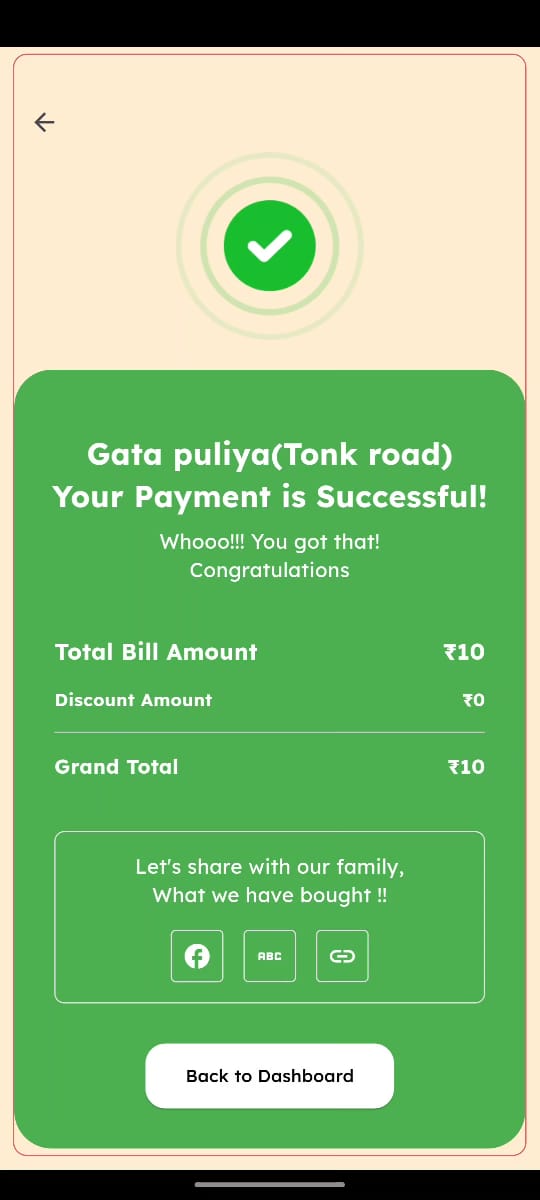 Gata puliya(Tonk road)
Your Payment is Successful!
Whooo!!! You got that!
Congratulations
Total Bill Amount ₹10
Discount Amount ₹0
Grand Total ₹10
Let's share with our family,
What we have bought !!
ABC
Back to Dashboard